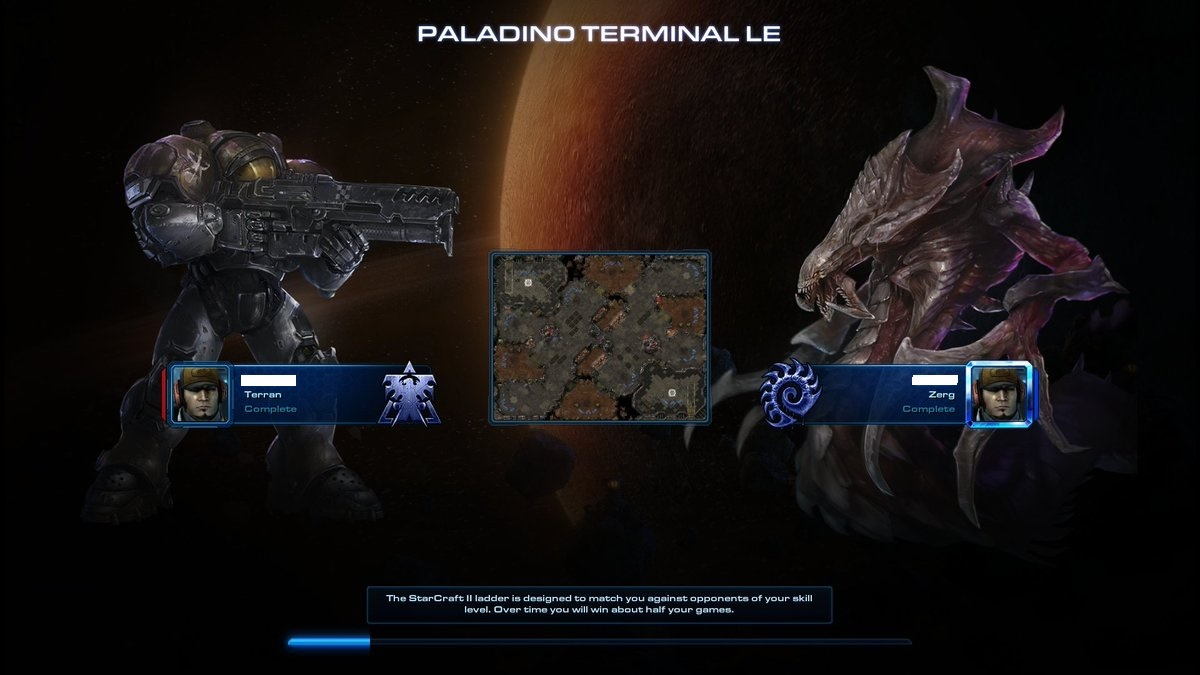 PALADINO TERMINAL LE
Terran
Complete
Zerg
Complete
The StarCraft II ladder is designed to match you against opponents of your skill
level. Over time you will win about half your games.